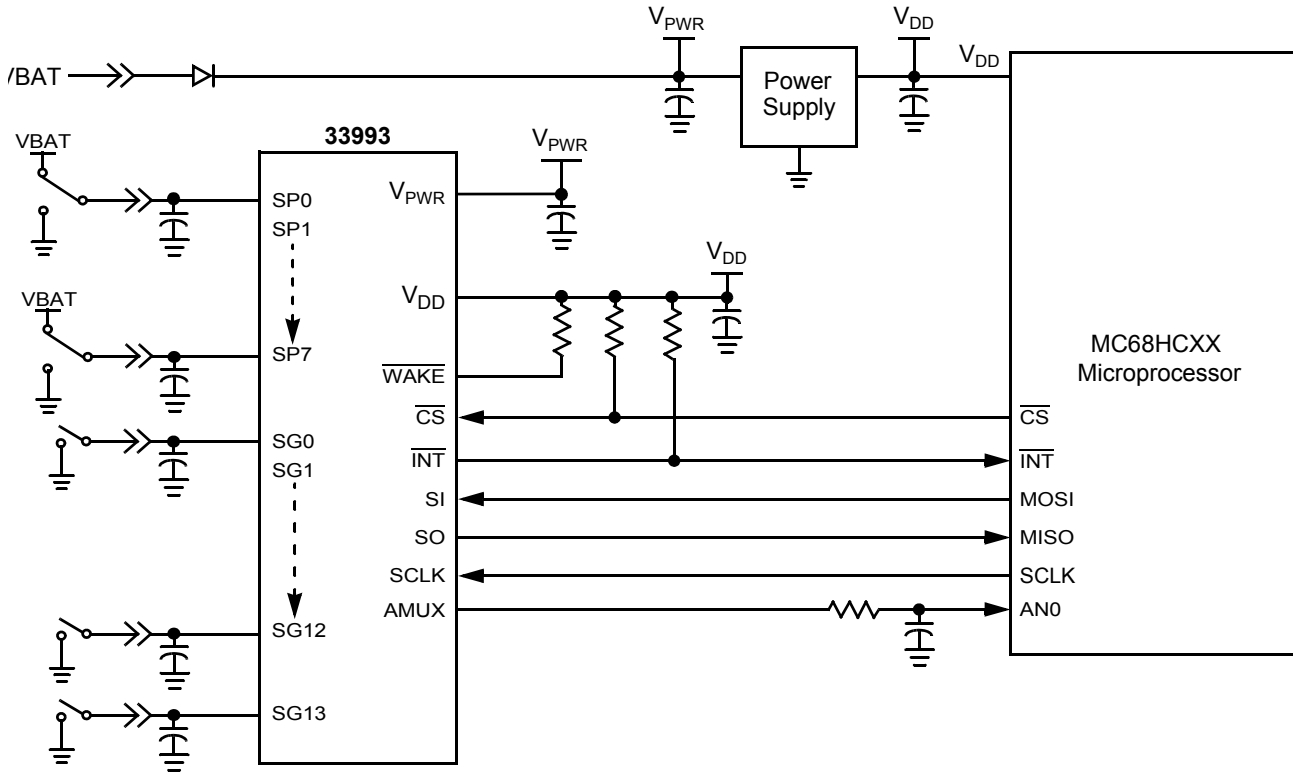 VPWR
VDD
VBAT
Power
Supply
VDD
33993
VBAT
VPWR
VPWR
SP0
SP1
VDD
VDD
VBAT
SP7
WAKE
MC68HCXX
Microprocessor
CS
CS
SG0
SG1
INT
INT
SI
MOSI
SO
MISO
SCLK
SCLK
AMUX
AN0
SG12
SG13